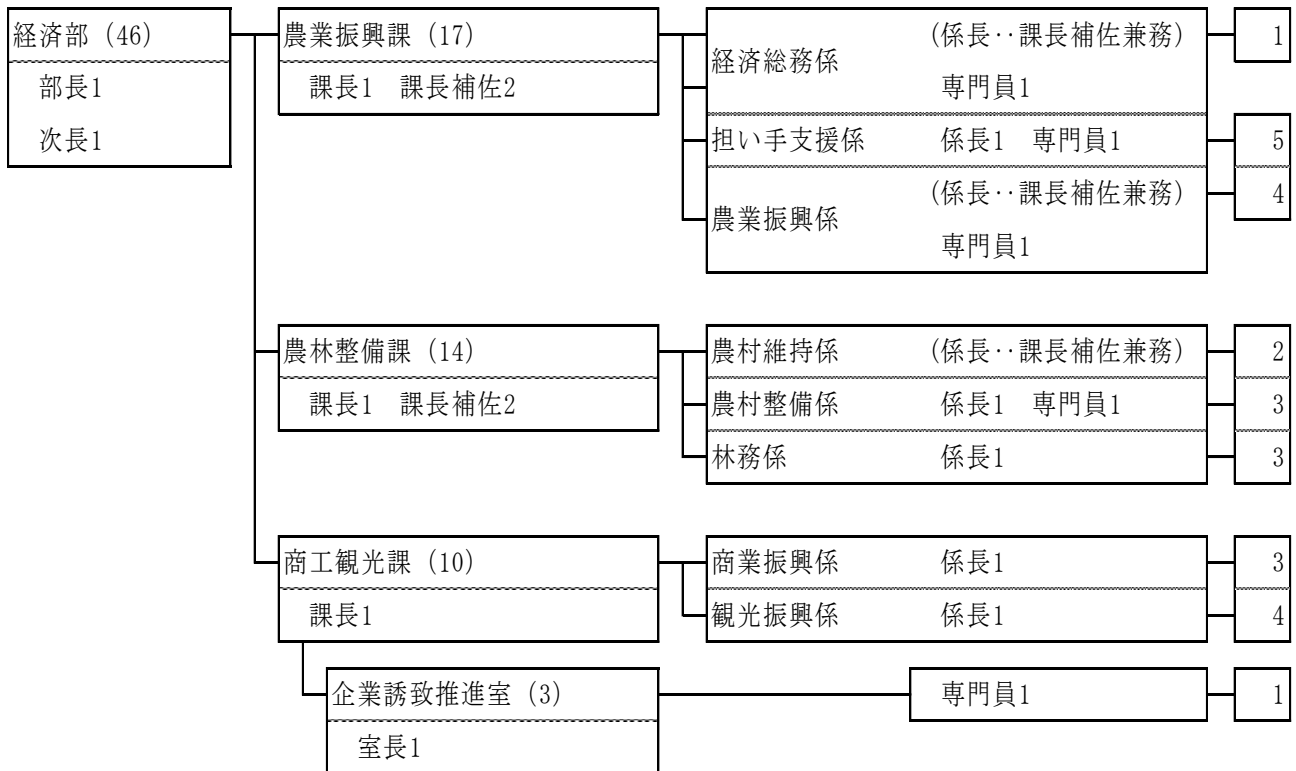 経済部 (46)
部長1
次長1
農業振興課 (17)
課長1 課長補佐2
経済総務係 (係長‥課長補佐兼務) 1
専門員1
担い手支援係 係長1 専門員1 5
農業振興係 (係長‥課長補佐兼務) 4
専門員1
農林整備課 (14)
課長1 課長補佐2
農村維持係 (係長‥課長補佐兼務) 2
農村整備係 係長1 専門員1 3
林務係 係長1 3
商工観光課 (10)
課長1
商業振興係 係長1 3
観光振興係 係長1 4
企業誘致推進室 (3)
室長1
専門員1 1